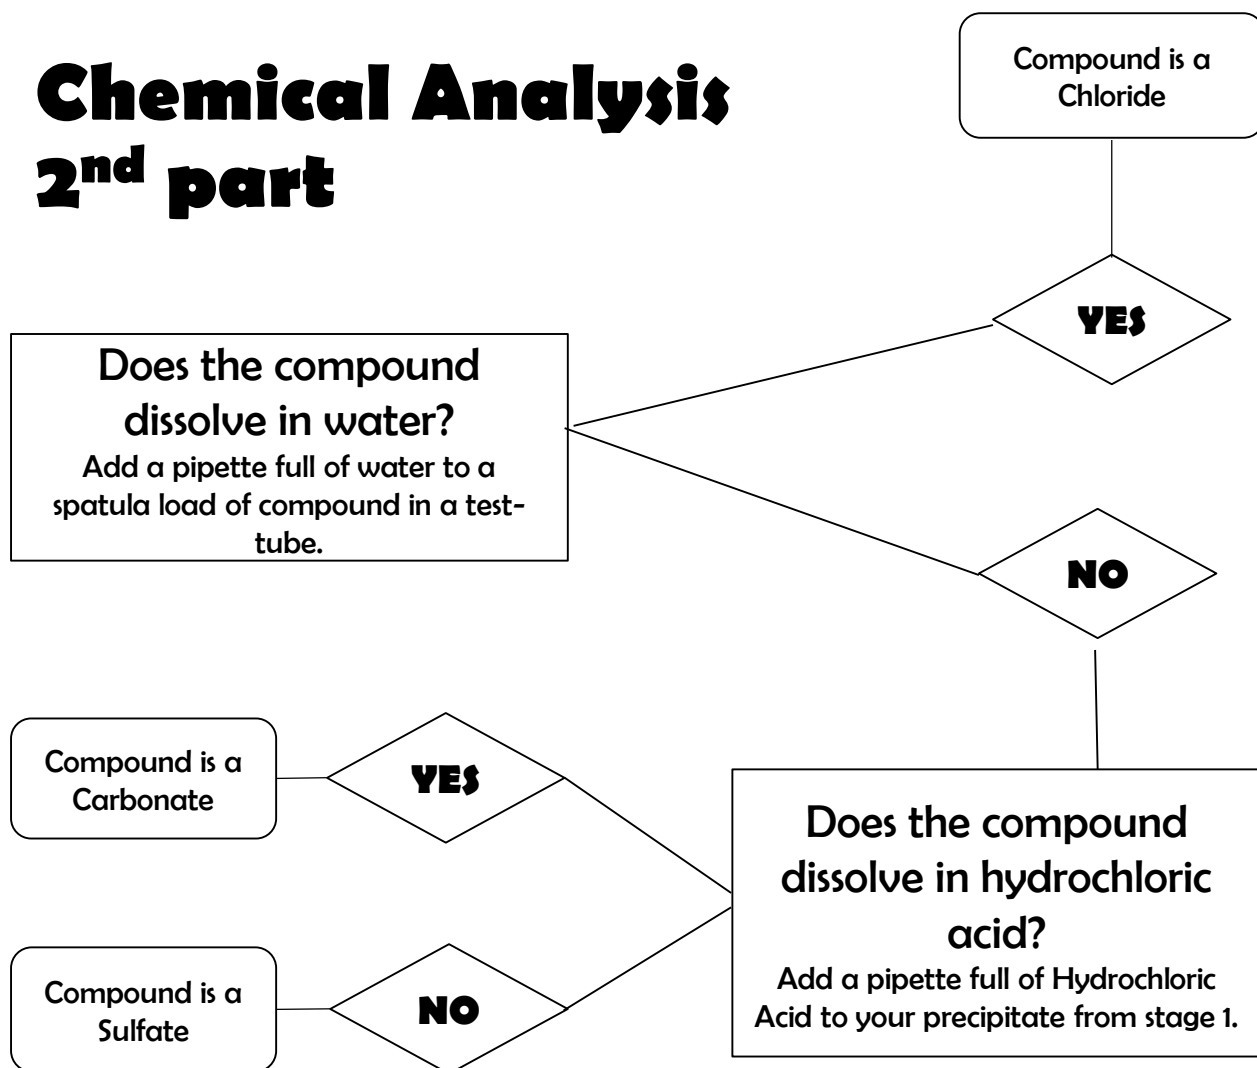 Chemical Analysis
2nd part
Compound is a
Chloride
YES
Does the compound
dissolve in water?
Add a pipette full of water to a
spatula load of compound in a test-
tube.
NO
Does the compound
dissolve in hydrochloric
acid?
Add a pipette full of Hydrochloric
Acid to your precipitate from stage 1.
YES
Compound is a
Carbonate
NO
Compound is a
Sulfate